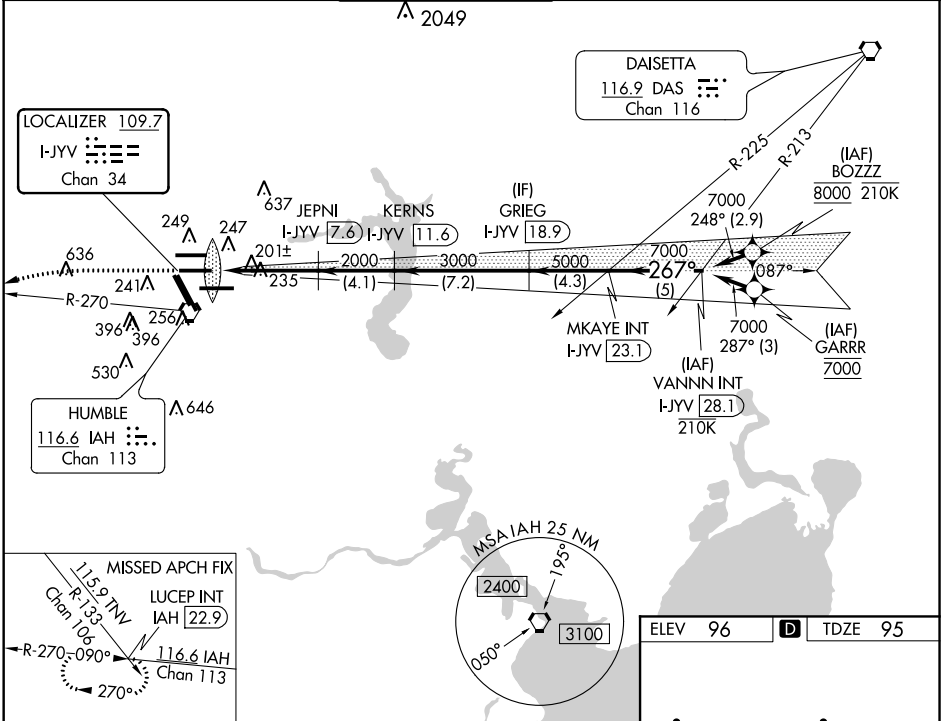 2049
DAISETTA
116.9 DAS
Chan 116
LOCALIZER 109.7
I-JYV
Chan 34
R-225
R-213
(IAF)
BOZZZ
8000 210K
7000
248° (2.9)
637
JEPNI
I-JYV 7.6
KERNS
I-JYV 11.6
(IF)
GRIEG
I-JYV 18.9
249
247
636
201±
235
2000
(4.1)
3000
(7.2)
5000
(4.3)
7000
267°
(5)
087°
241
R-270
256
396
396
530
MKAYE INT
I-JYV 23.1
7000
287° (3)
(IAF)
GARRR
7000
(IAF)
VANNN INT
I-JYV 28.1
210K
646
HUMBLE
116.6 IAH
Chan 113
MISSED APCH FIX
115.9 TNV
R-133
Chan 106
LUCEP INT
IAH 22.9
R-270
090°
116.6 IAH
Chan 113
270°
MSA IAH 25 NM
195°
2400
3100
050°
ELEV 96
D
TDZE 95